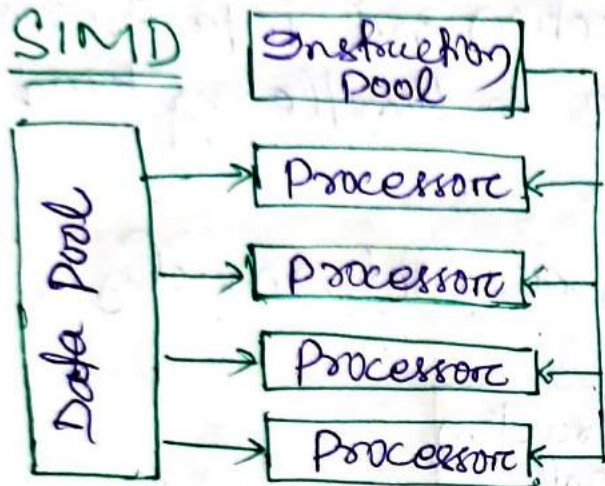 SIMD
Instruction
Pool
Data Pool
Processor
Processor
Processor
Processor